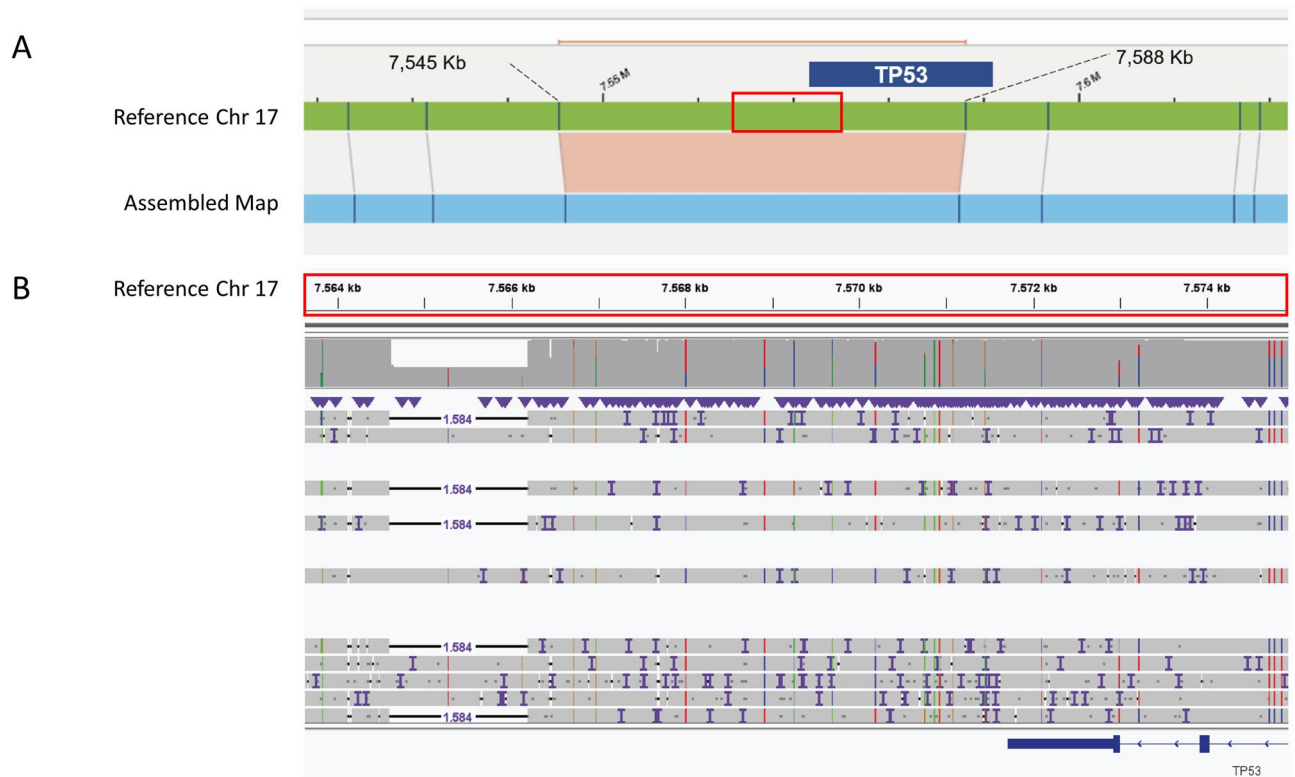 A
7,545 Kb
7,588 Kb
TP53
7.55 M
7.6 M
Reference Chr 17
Assembled Map
B
Reference Chr 17
7.564 kb
7.566 kb
7.568 kb
7.570 kb
7.572 kb
7.574 kb
1.584
1.584
1.584
1.584
1.584
TP53